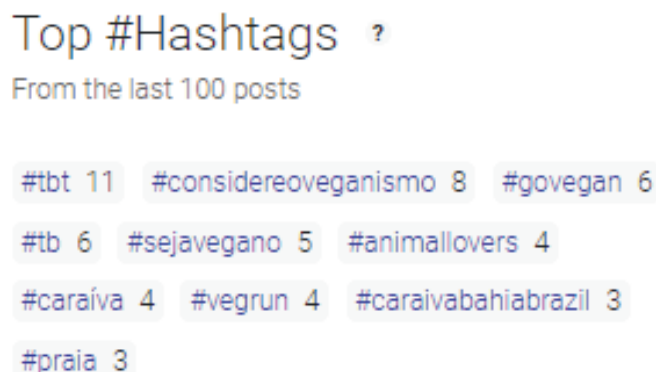 Top #Hashtags ?
From the last 100 posts
#tbt 11 #considereoveganismo 8 #govegan 6
#tb 6 #sejavegano 5 #animallovers 4
#caraíva 4 #vegrun 4 #caraivabahiabrazil 3
#praia 3